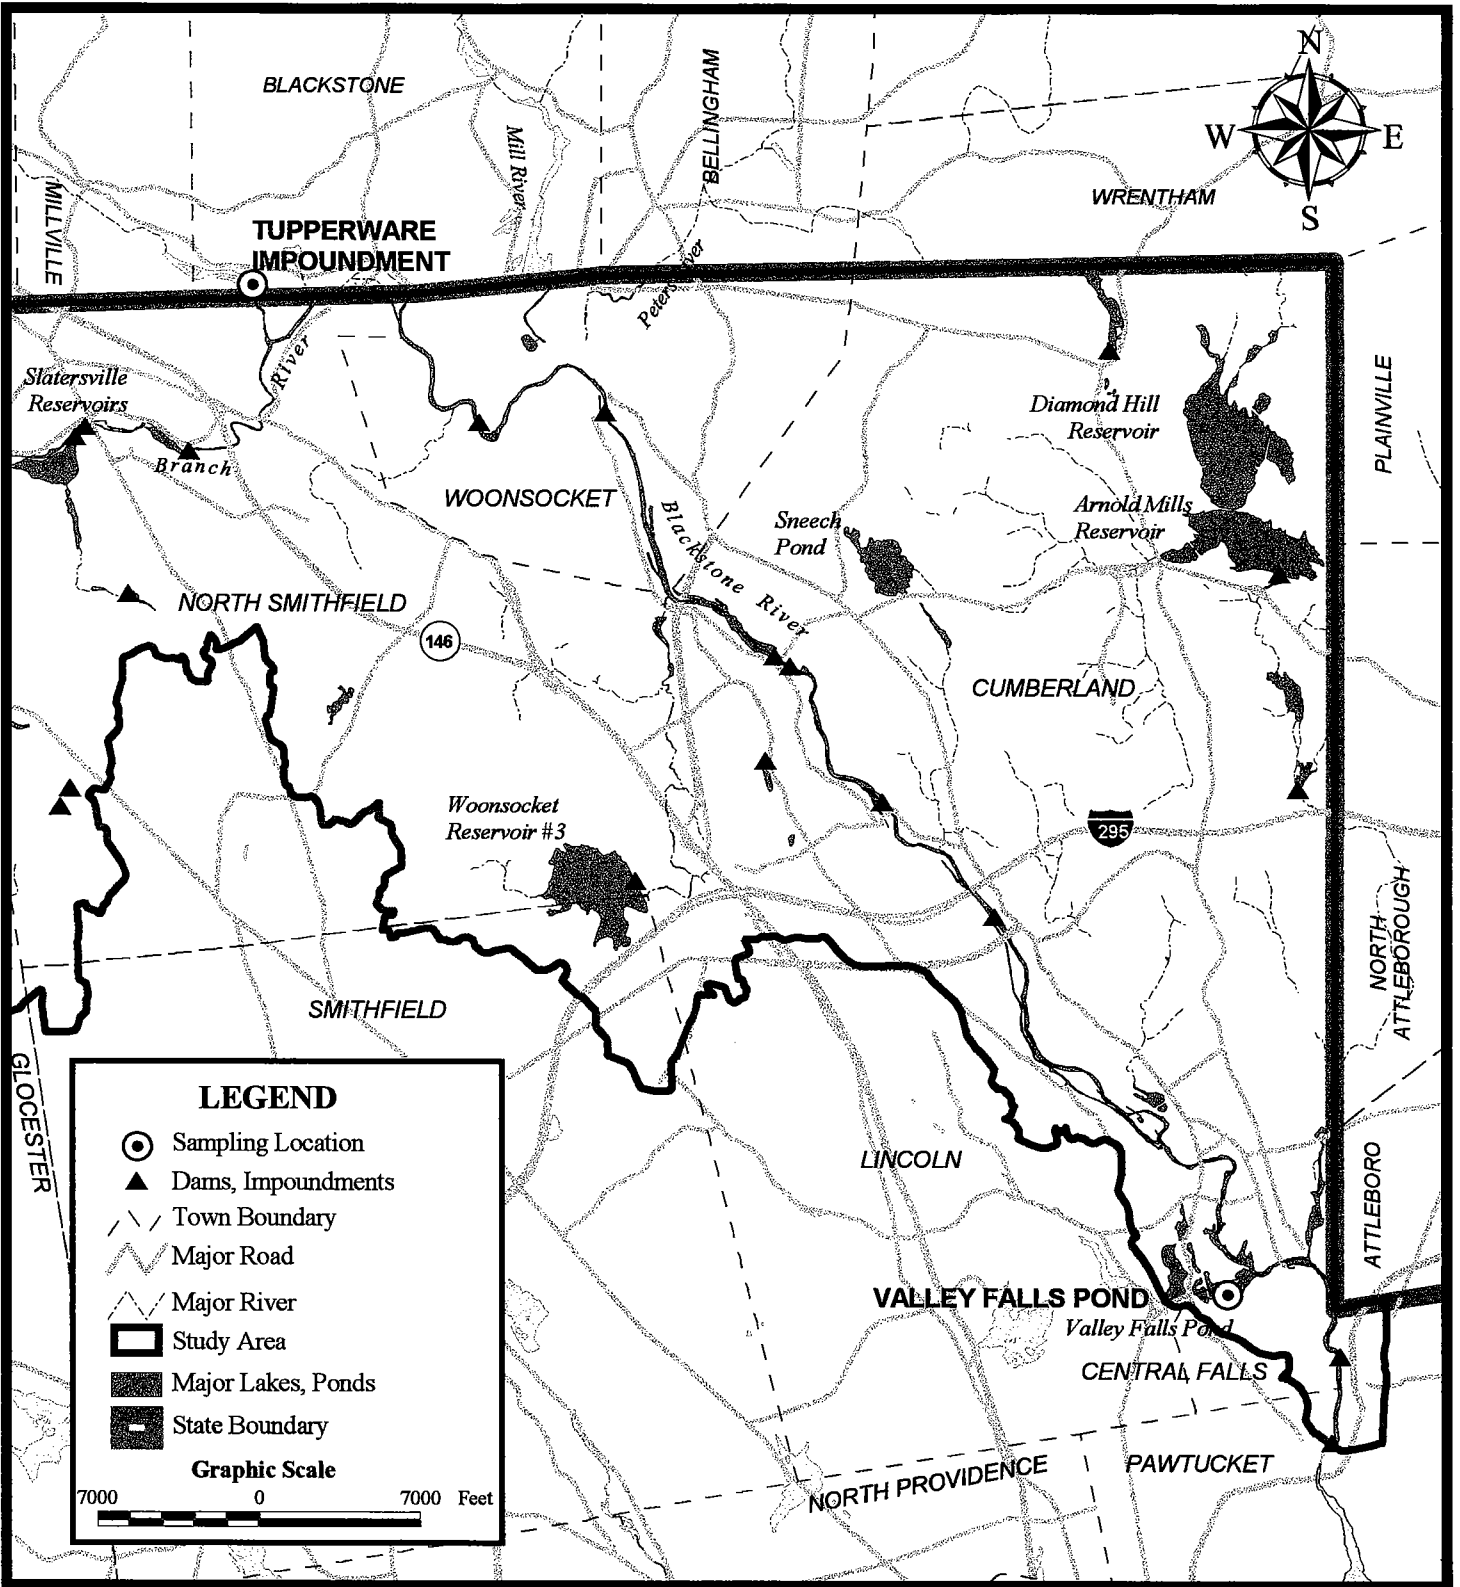 N
W E
S
BLACKSTONE
BELLINGHAM
Mill River
MILLVILLE
WRENTHAM
TUPPERWARE
IMPOUNDMENT
Peters River
River
Slatersville
Reservoirs
Branch
PLAINVILLE
Diamond Hill
Reservoir
WOONSOCKET
Blackstone River
Sneech
Pond
Arnold Mills
Reservoir
NORTH SMITHFIELD
146
CUMBERLAND
Woonsocket
Reservoir #3
295
NORTH
ATTLEBOROUGH
SMITHFIELD
GLOCESTER
LINCOLN
ATTLEBORO
VALLEY FALLS POND
Valley Falls Pond
CENTRAL FALLS
PAWTUCKET
NORTH PROVIDENCE
LEGEND
Sampling Location
Dams, Impoundments
Town Boundary
Major Road
Major River
Study Area
Major Lakes, Ponds
State Boundary
Graphic Scale
7000 0 7000 Feet